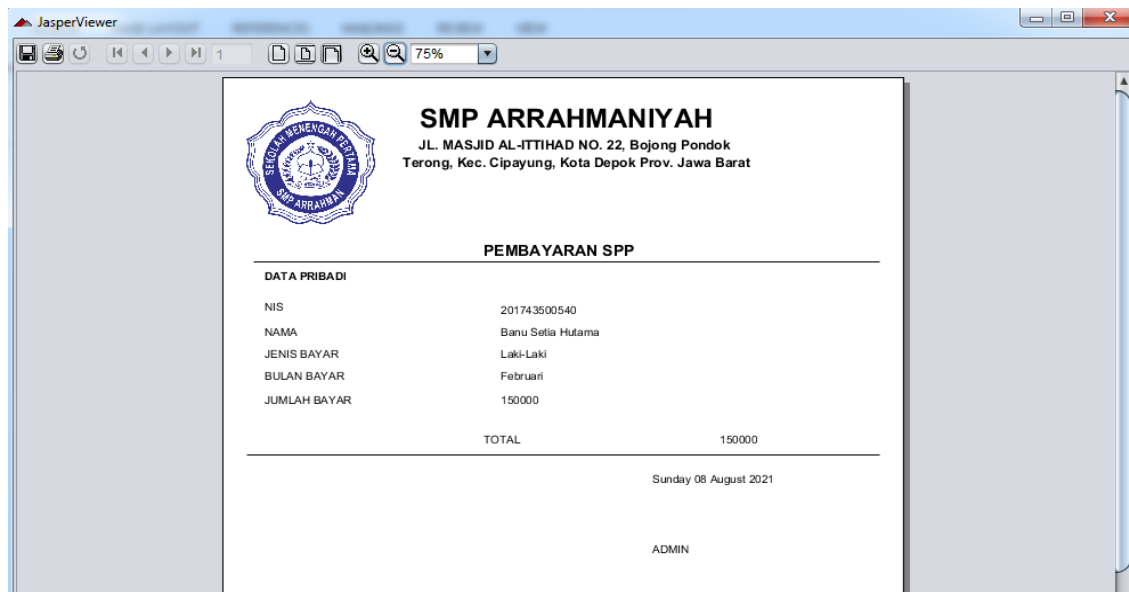 JasperViewer
1
75%
SEKOLAH MENENGAH PERTAMA
SMP ARRAHMAN
SMP ARRAHMANIYAH
JL. MASJID AL-ITTIHAD NO. 22, Bojong Pondok
Terong, Kec. Cipayung, Kota Depok Prov. Jawa Barat
PEMBAYARAN SPP
DATA PRIBADI
NIS 201743500540
NAMA Banu Setia Hutama
JENIS BAYAR Laki-Laki
BULAN BAYAR Februari
JUMLAH BAYAR 150000
TOTAL 150000
Sunday 08 August 2021
ADMIN